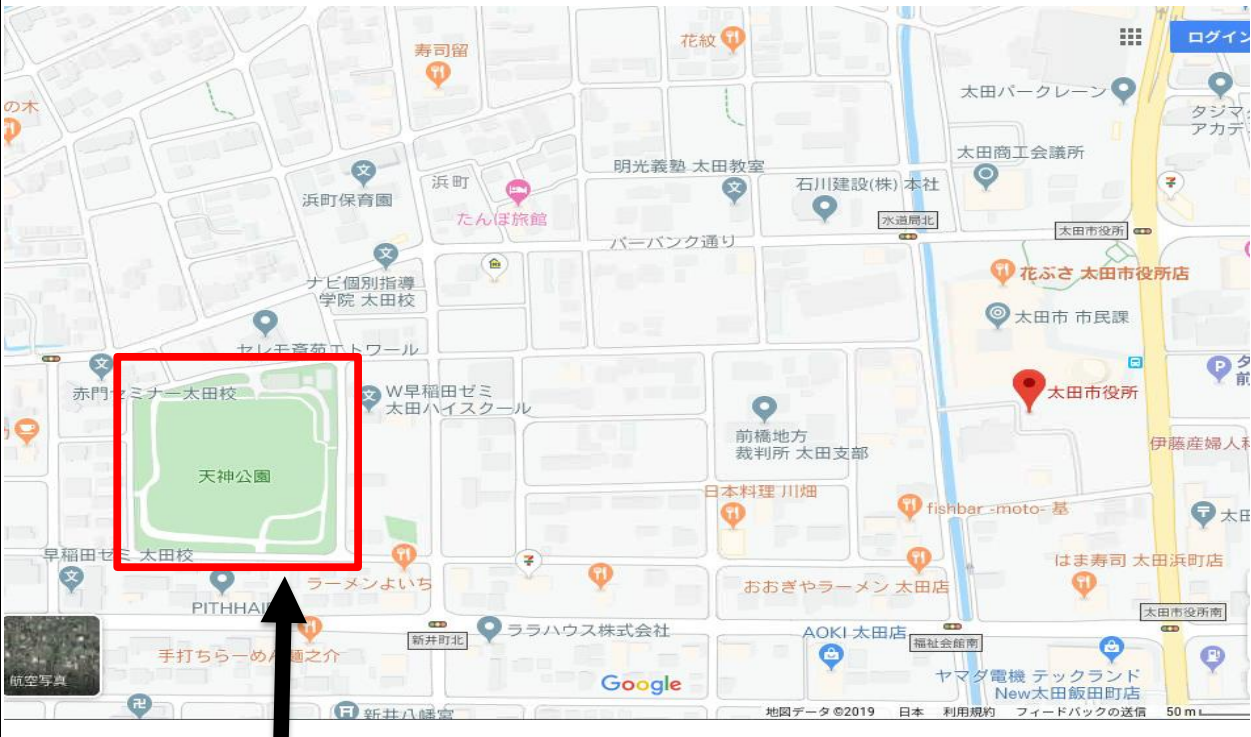 寿司留
花紋
ログイン
太田パークレーン
の木
タジマ
アカデ
太田商工会議所
明光義塾 太田教室
浜町
石川建設(株) 本社
浜町保育園
たんぽ旅館
水道局北
太田市役所
バーバンク通り
花ぶさ 太田市役所店
ナビ個別指導
学院 太田校
太田市 市民課
セレモ斎苑エトワール
赤門セミナー太田校
W早稲田ゼミ
太田ハイスクール
太田市役所
前橋地方
裁判所 太田支部
伊藤産婦人科
天神公園
日本料理 川畑
fishbar -moto- 基
太田
早稲田ゼミ 太田校
ラーメンよいち
はま寿司 太田浜町店
おおぎやラーメン 太田店
PITHHAI
太田市役所南
新井町北
ララハウス株式会社
AOKI 太田店
福祉会館南
手打ちらーめん 麺之介
航空写真
Google
ヤマダ電機 テックランド
New太田飯田町店
新井八幡宮
地図データ ©2019 日本 利用規約 フィードバックの送信 50 m